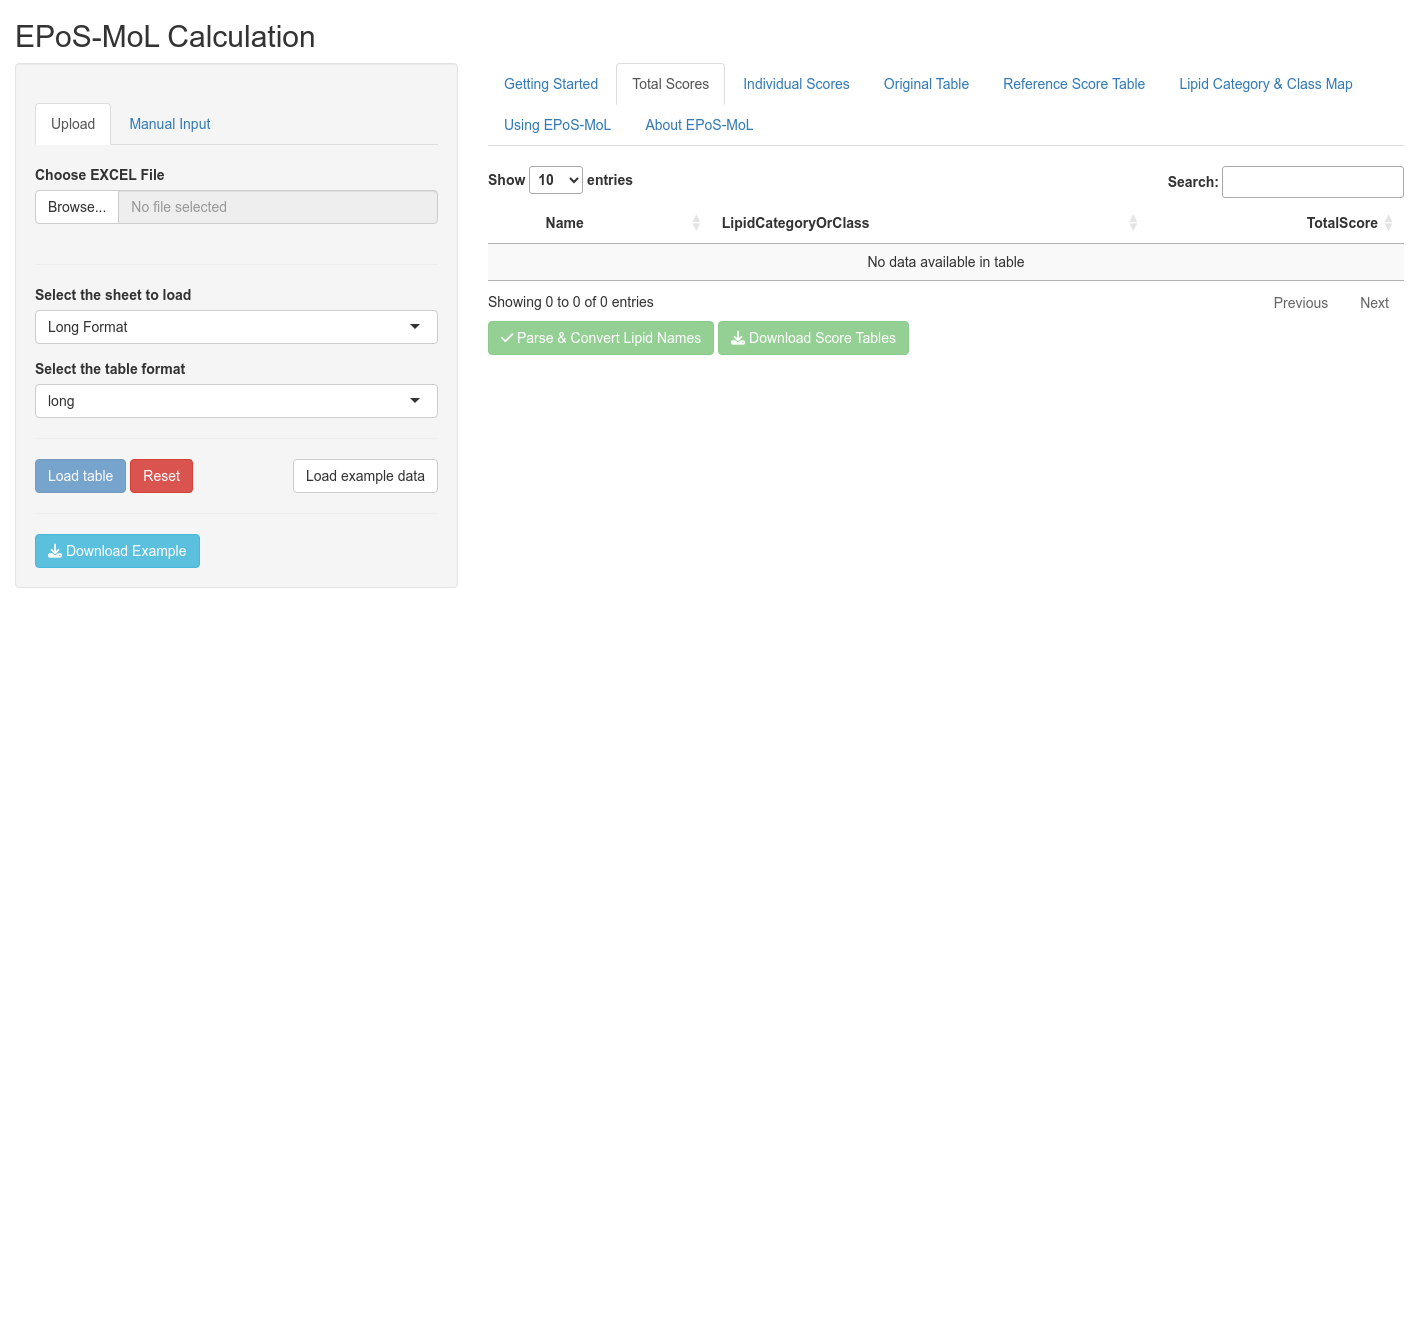 EPoS-MoL Calculation
Upload
Manual Input
Choose EXCEL File
Browse...
No file selected
Select the sheet to load
Long Format
Select the table format
long
Load table
Reset
Load example data
Download Example
Getting Started
Total Scores
Individual Scores
Original Table
Reference Score Table
Lipid Category & Class Map
Using EPoS-MoL
About EPoS-MoL
Show 10 entries
Search:
Name
LipidCategoryOrClass
TotalScore
No data available in table
Showing 0 to 0 of 0 entries
Previous
Next
Parse & Convert Lipid Names
Download Score Tables